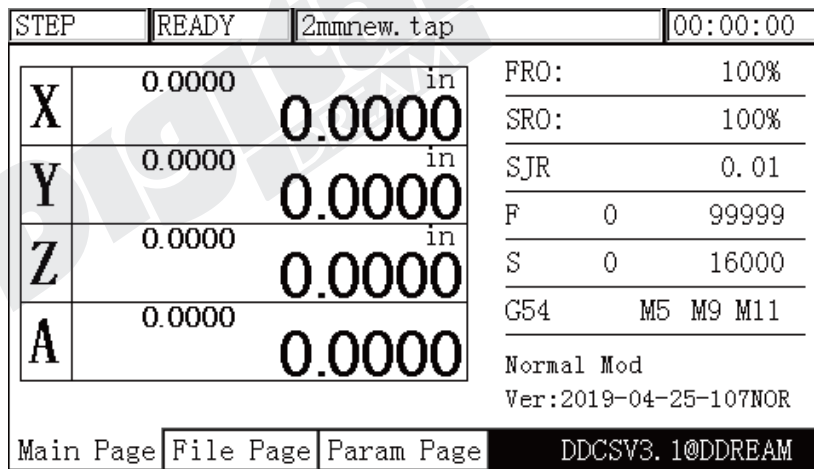 STEP READY 2mmnew.tap 00:00:00
X 0.0000 in 0.0000
Y 0.0000 in 0.0000
Z 0.0000 in 0.0000
A 0.0000 0.0000
FRO: 100%
SRO: 100%
SJR 0.01
F 0 99999
S 0 16000
G54 M5 M9 M11
Normal Mod
Ver:2019-04-25-107NOR
Main Page File Page Param Page DDCSV3.1@DDREAM
Digital
DREAM